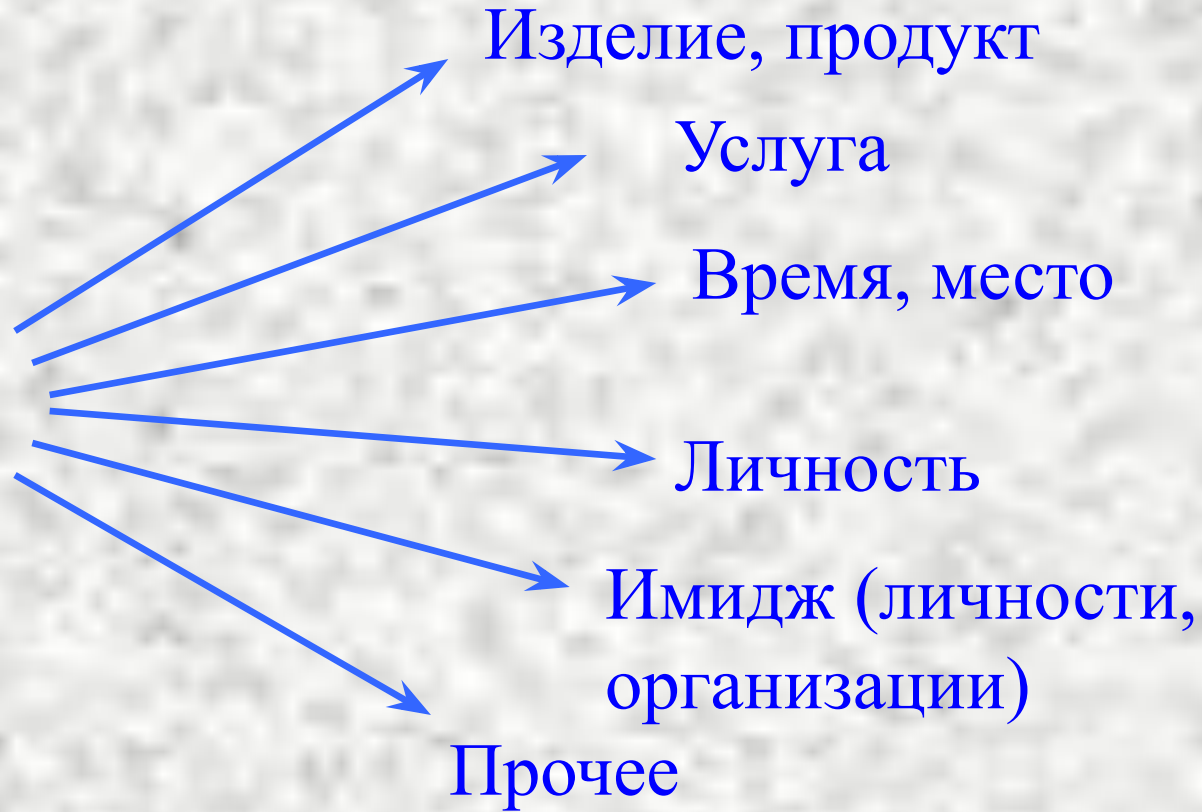 Изделие, продукт
Услуга
Время, место
Личность
Имидж (личности,
организации)
Прочее